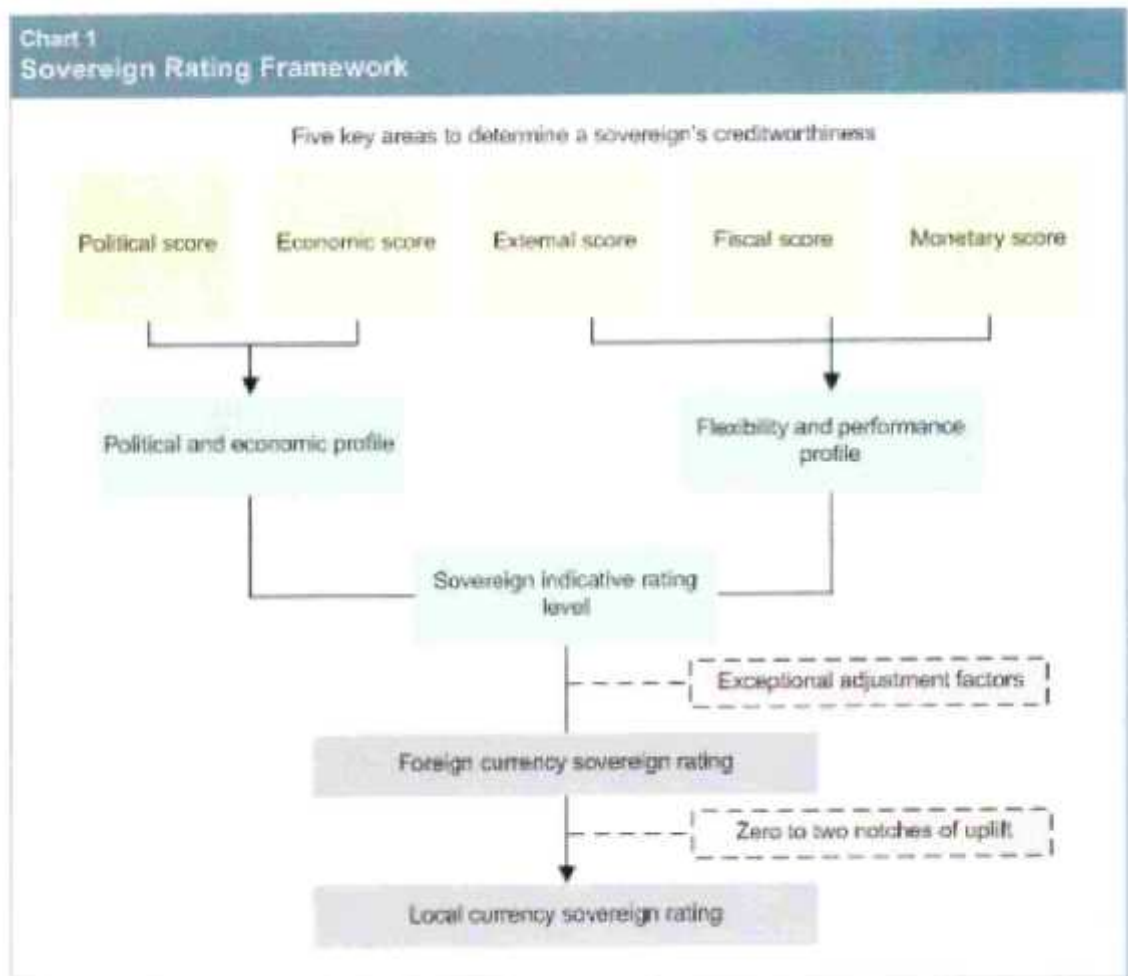 Chart 1
Sovereign Rating Framework
Five key areas to determine a sovereign's creditworthiness
Political score
Economic score
External score
Fiscal score
Monetary score
Political and economic profile
Flexibility and performance
profile
Sovereign indicative rating
level
Exceptional adjustment factors
Foreign currency sovereign rating
Zero to two notches of uplift
Local currency sovereign rating